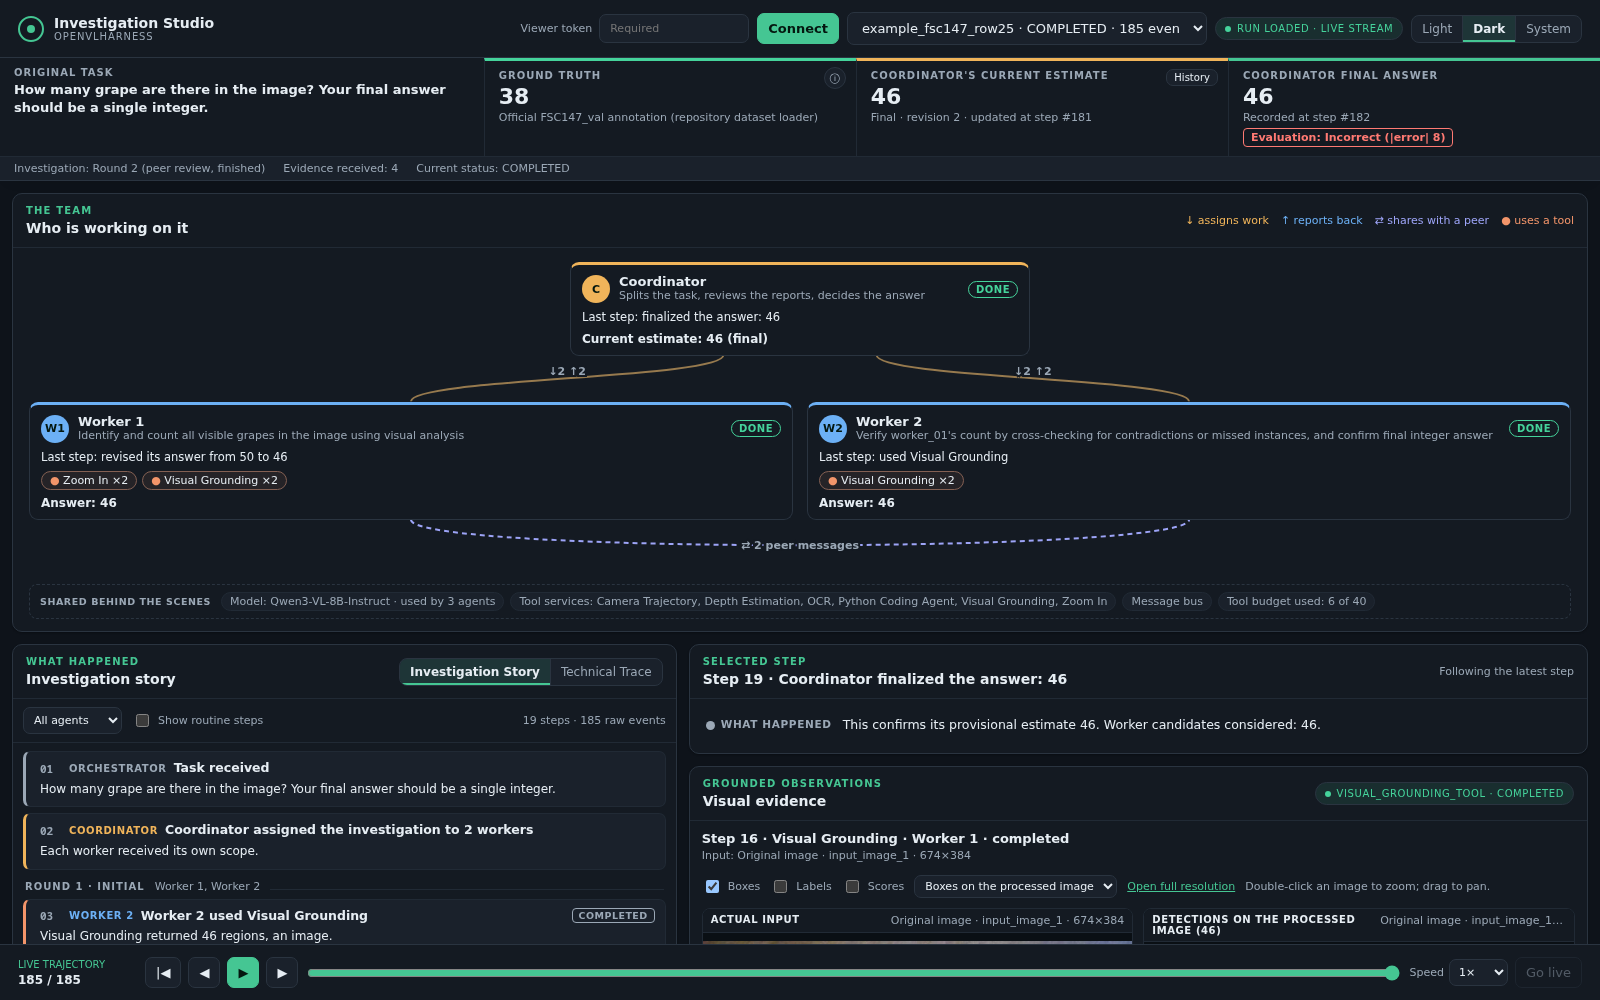 Investigation Studio
OPENVLHARNESS
Viewer token
Required
Connect
example_fsc147_row25 · COMPLETED · 185 even
RUN LOADED · LIVE STREAM
Light
Dark
System
ORIGINAL TASK
How many grape are there in the image? Your final answer
should be a single integer.
GROUND TRUTH
ⓘ
38
Official FSC147_val annotation (repository dataset loader)
COORDINATOR'S CURRENT ESTIMATE
History
46
Final · revision 2 · updated at step #181
COORDINATOR FINAL ANSWER
46
Recorded at step #182
Evaluation: Incorrect (|error| 8)
Investigation: Round 2 (peer review, finished)
Evidence received: 4
Current status: COMPLETED
THE TEAM
Who is working on it
↓ assigns work
↑ reports back
⇄ shares with a peer
● uses a tool
C
Coordinator
Splits the task, reviews the reports, decides the answer
DONE
Last step: finalized the answer: 46
Current estimate: 46 (final)
↓2 ↑2
↓2 ↑2
W1
Worker 1
Identify and count all visible grapes in the image using visual analysis
DONE
Last step: revised its answer from 50 to 46
● Zoom In ×2
● Visual Grounding ×2
Answer: 46
W2
Worker 2
Verify worker_01's count by cross-checking for contradictions or missed instances, and confirm final integer answer
DONE
Last step: used Visual Grounding
● Visual Grounding ×2
Answer: 46
⇄ 2 peer messages
SHARED BEHIND THE SCENES
Model: Qwen3-VL-8B-Instruct · used by 3 agents
Tool services: Camera Trajectory, Depth Estimation, OCR, Python Coding Agent, Visual Grounding, Zoom In
Message bus
Tool budget used: 6 of 40
WHAT HAPPENED
Investigation story
Investigation Story
Technical Trace
All agents
Show routine steps
19 steps · 185 raw events
01 ORCHESTRATOR Task received
How many grape are there in the image? Your final answer should be a single integer.
02 COORDINATOR Coordinator assigned the investigation to 2 workers
Each worker received its own scope.
ROUND 1 · INITIAL Worker 1, Worker 2
03 WORKER 2 Worker 2 used Visual Grounding
COMPLETED
Visual Grounding returned 46 regions, an image.
SELECTED STEP
Step 19 · Coordinator finalized the answer: 46
Following the latest step
● WHAT HAPPENED This confirms its provisional estimate 46. Worker candidates considered: 46.
GROUNDED OBSERVATIONS
Visual evidence
VISUAL_GROUNDING_TOOL · COMPLETED
Step 16 · Visual Grounding · Worker 1 · completed
Input: Original image · input_image_1 · 674×384
Boxes
Labels
Scores
Boxes on the processed image
Open full resolution
Double-click an image to zoom; drag to pan.
ACTUAL INPUT
Original image · input_image_1 · 674×384
DETECTIONS ON THE PROCESSED
IMAGE (46)
Original image · input_image_1…
LIVE TRAJECTORY
185 / 185
Speed
1×
Go live